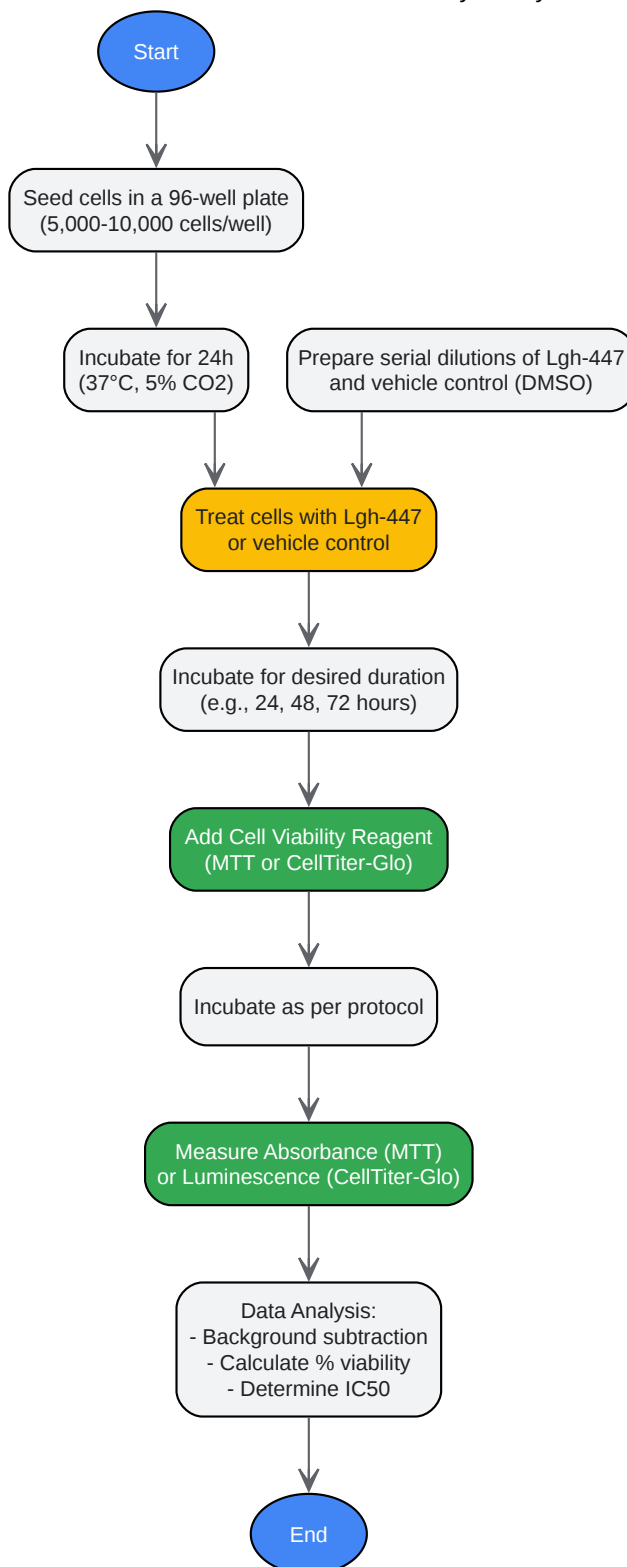 Start
Seed cells in a 96-well plate
(5,000-10,000 cells/well)
Incubate for 24h
(37°C, 5% CO2)
Prepare serial dilutions of Lgh-447
and vehicle control (DMSO)
Treat cells with Lgh-447
or vehicle control
Incubate for desired duration
(e.g., 24, 48, 72 hours)
Add Cell Viability Reagent
(MTT or CellTiter-Glo)
Incubate as per protocol
Measure Absorbance (MTT)
or Luminescence (CellTiter-Glo)
Data Analysis:
- Background subtraction
- Calculate % viability
- Determine IC50
End